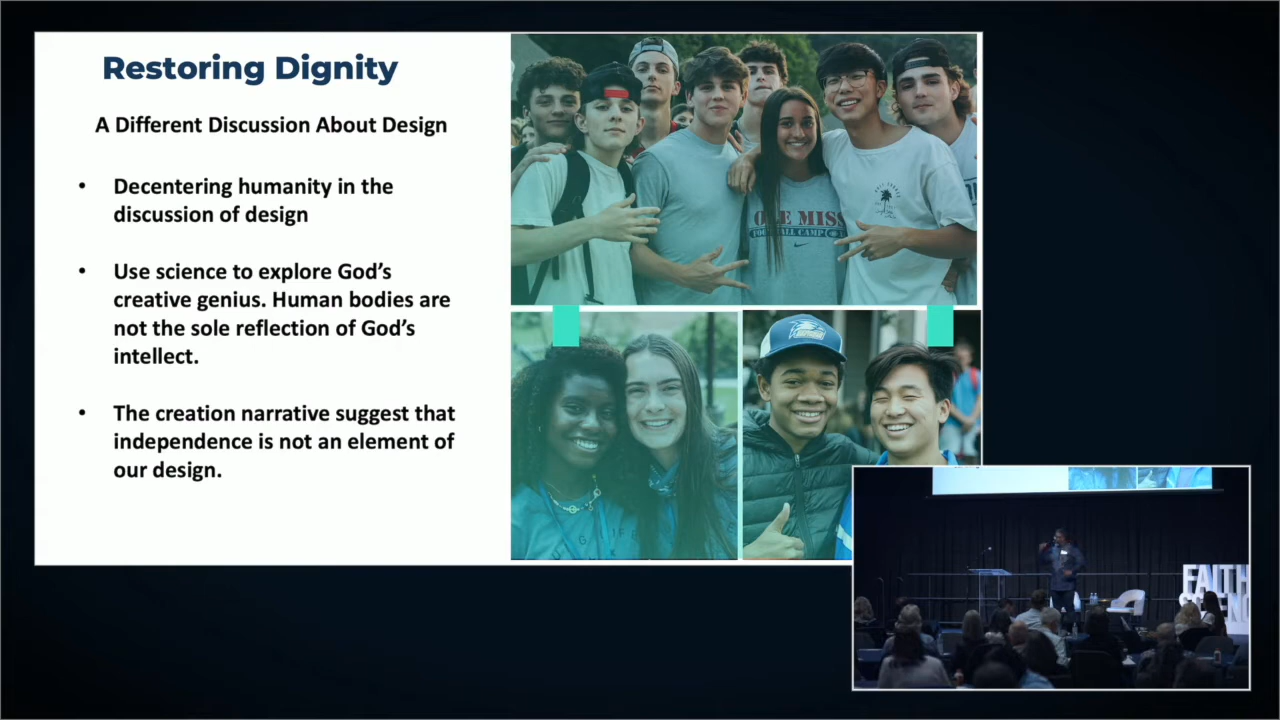 Restoring Dignity
A Different Discussion About Design
• Decentering humanity in the
discussion of design
• Use science to explore God’s
creative genius. Human bodies are
not the sole reflection of God’s
intellect.
• The creation narrative suggest that
independence is not an element of
our design.
OLE MISS
FAITH